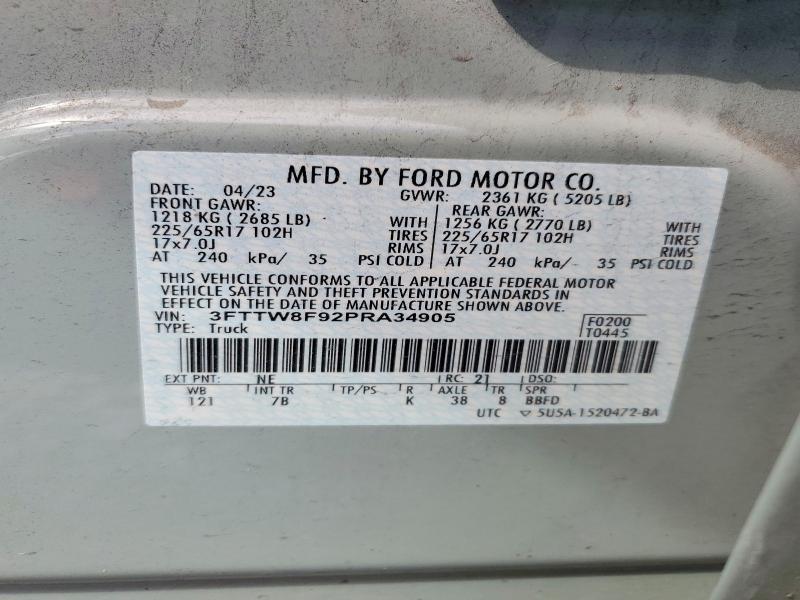 MFD. BY FORD MOTOR CO.
DATE: 04/23 GVWR: 2361 KG ( 5205 LB)
FRONT GAWR: REAR GAWR:
1218 KG ( 2685 LB) WITH 1256 KG ( 2770 LB) WITH
225/65R17 102H TIRES 225/65R17 102H TIRES
17x7.0J RIMS 17x7.0J RIMS
AT 240 kPa/ 35 PSI COLD AT 240 kPa/ 35 PSI COLD
THIS VEHICLE CONFORMS TO ALL APPLICABLE FEDERAL MOTOR
VEHICLE SAFETY AND THEFT PREVENTION STANDARDS IN
EFFECT ON THE DATE OF MANUFACTURE SHOWN ABOVE.
VIN: 3FTTW8F92PRA34905 F0200
TYPE: Truck T0445
EXT PNT: NE RC: 21 DSO:
WB INT TR TP/PS R AXLE TR SPR
121 7B K 38 8 BBFD
UTC ▽ 5U5A-1520472-BA